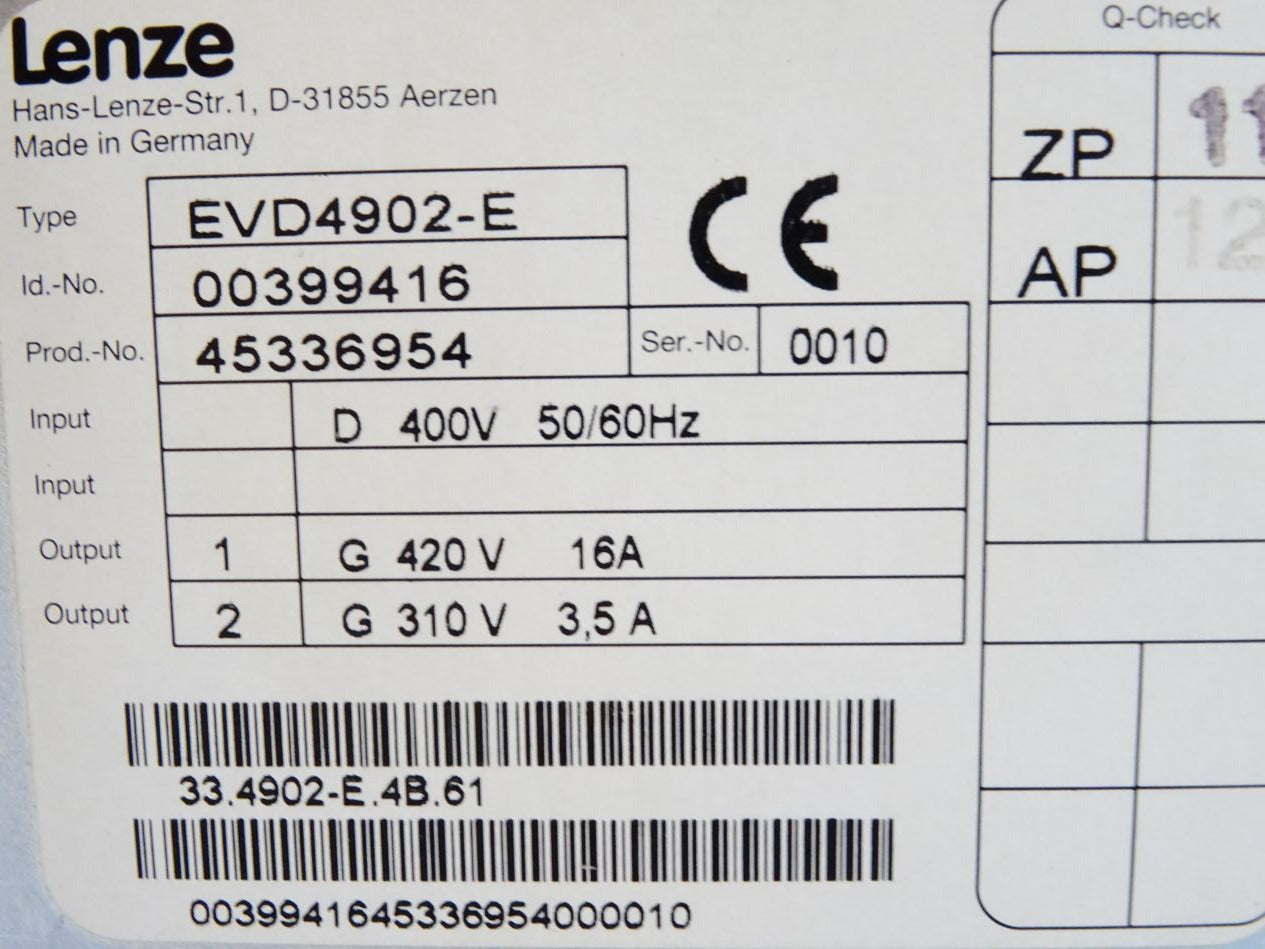 Lenze
Hans-Lenze-Str.1, D-31855 Aerzen
Made in Germany
Type EVD4902-E
Id.-No. 00399416
Prod.-No. 45336954 Ser.-No. 0010
Input D 400V 50/60Hz
Input
Output 1 G 420 V 16A
Output 2 G 310 V 3,5 A
33.4902-E.4B.61
0039941645336954000010
Q-Check
ZP
AP
CE